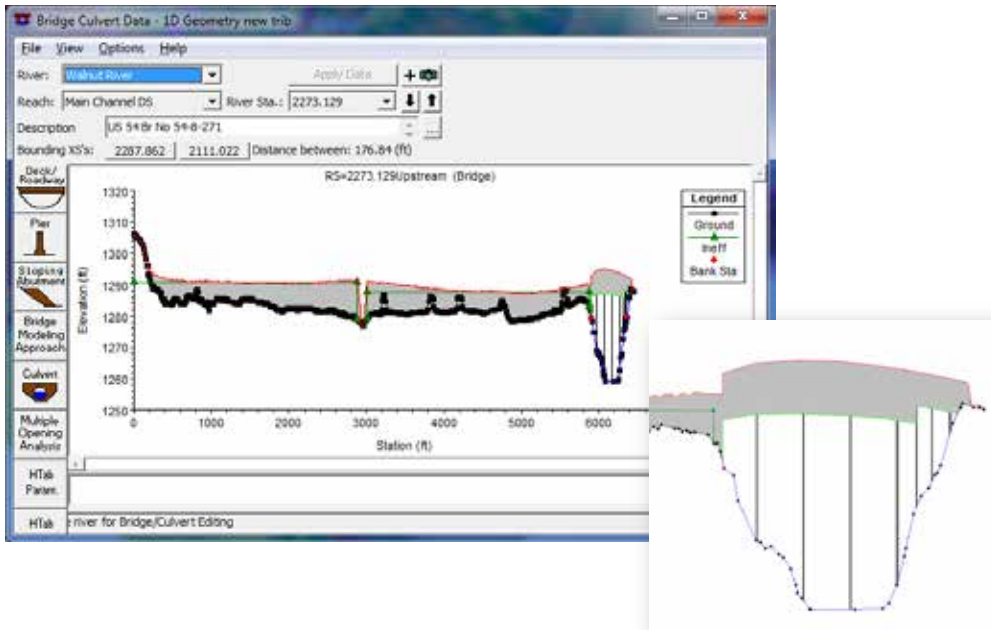 Bridge Culvert Data - 1D Geometry new trib
File View Options Help
River: Walnut River Apply Data
Reach: Main Channel DS River Sta.: 2273.129
Description US 54 Br No 54-8-271
Bounding XS's: 2287.862 2111.022 Distance between: 176.84 (ft)
Deck/
Roadway
Pier
Sloping
Abutment
Bridge
Modeling
Approach
Culvert
Multiple
Opening
Analysis
HTab
Param.
HTab
RS=2273.129Upstream (Bridge)
Elevation (ft)
1320
1310
1300
1290
1280
1270
1260
1250
0 1000 2000 3000 4000 5000 6000
Station (ft)
Legend
Ground
Ineff
Bank Sta
river for Bridge/Culvert Editing